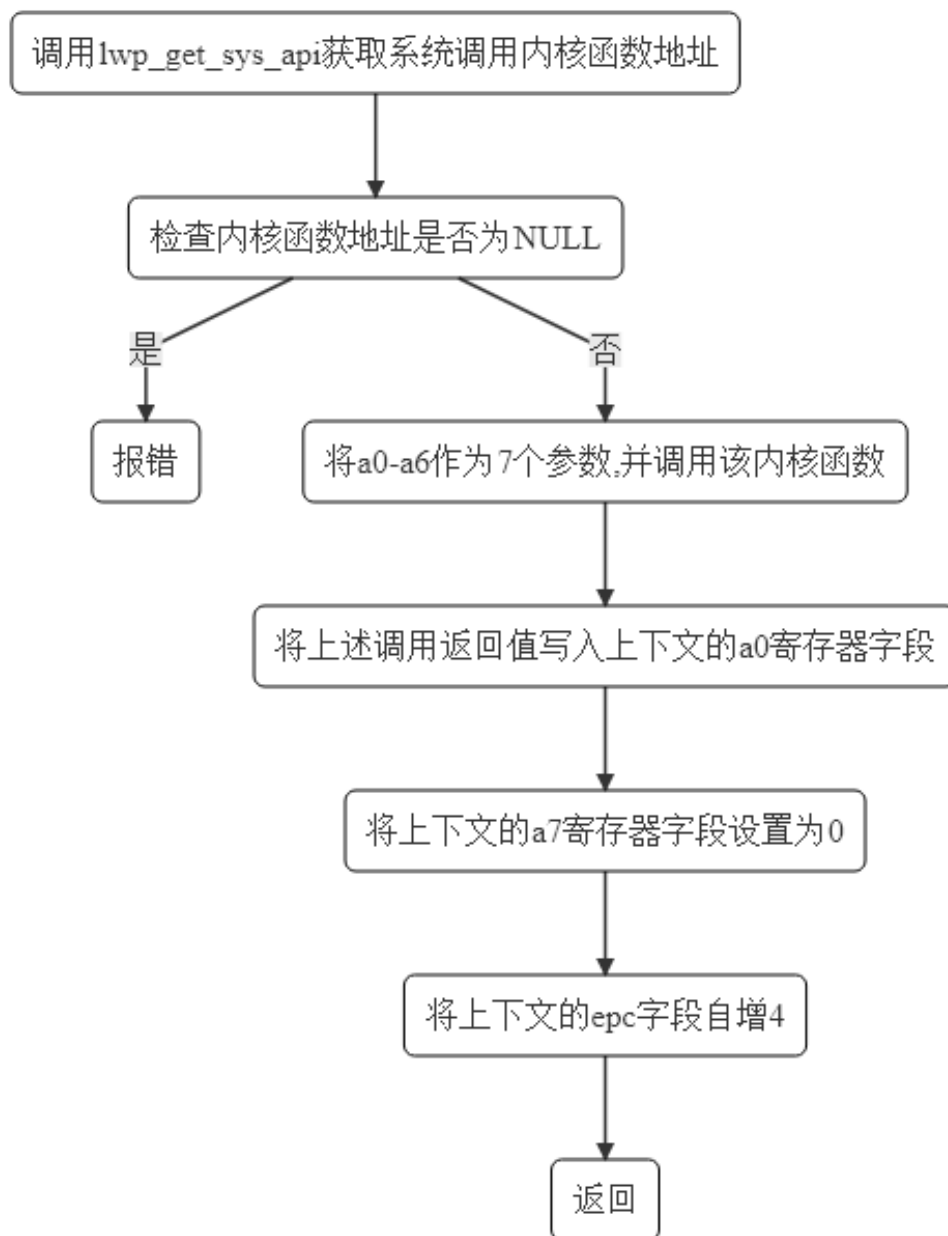 调用lwp_get_sys_api获取系统调用内核函数地址
检查内核函数地址是否为NULL
是
否
报错
将a0-a6作为7个参数,并调用该内核函数
将上述调用返回值写入上下文的a0寄存器字段
将上下文的a7寄存器字段设置为0
将上下文的epc字段自增4
返回